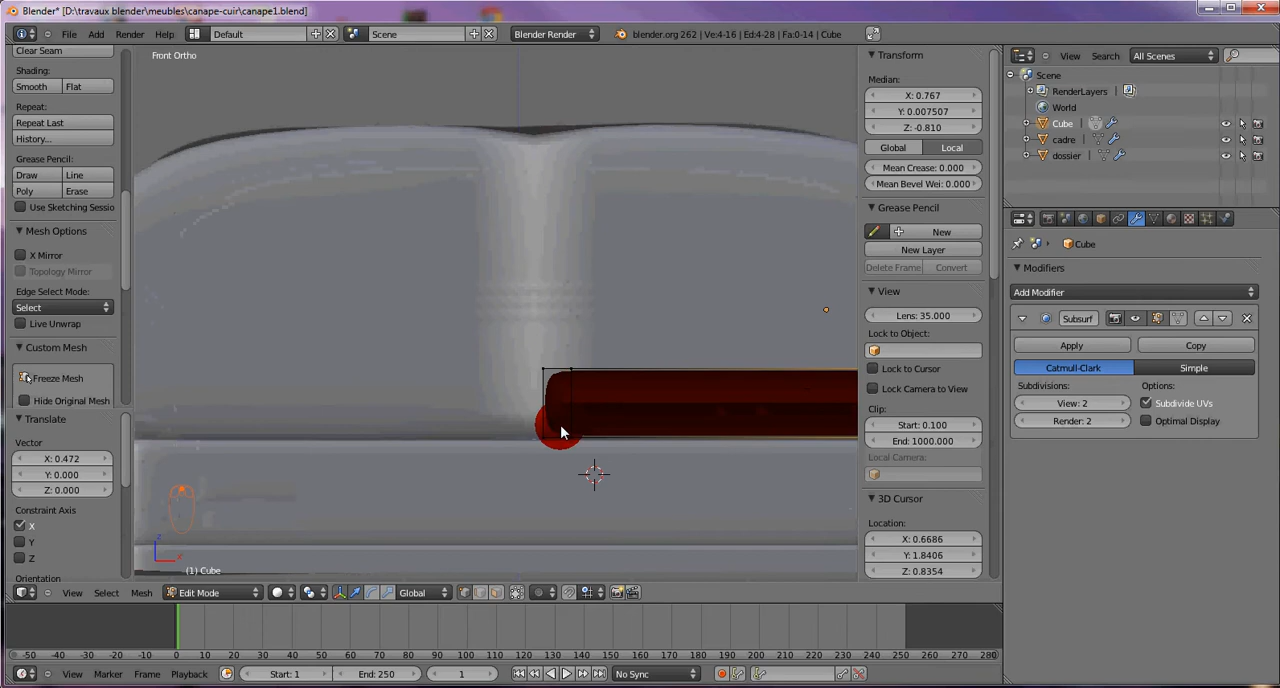 Blender* [D:\travaux blender\meubles\canape-cuir\canape1.blend]
File Add Render Help Default Scene Blender Render blender.org 262 | Ve:4-16 | Ed:4-28 | Fa:0-14 | Cube
Clear Seam
Shading:
Smooth Flat
Repeat:
Repeat Last
History...
Grease Pencil:
Draw Line
Poly Erase
Use Sketching Sessio
Mesh Options
X Mirror
Topology Mirror
Edge Select Mode:
Select
Live Unwrap
Custom Mesh
Freeze Mesh
Hide Original Mesh
Translate
Vector
X: 0.472
Y: 0.000
Z: 0.000
Constraint Axis
X
Y
Z
Orientation
Front Ortho
(1) Cube
Transform
Median:
X: 0.767
Y: 0.007507
Z: -0.810
Global Local
Mean Crease: 0.000
Mean Bevel Wei: 0.000
Grease Pencil
New
New Layer
Delete Frame Convert
View
Lens: 35.000
Lock to Object:
Lock to Cursor
Lock Camera to View
Clip:
Start: 0.100
End: 1000.000
Local Camera:
3D Cursor
Location:
X: 0.6686
Y: 1.8406
Z: 0.8354
View Search All Scenes
Scene
RenderLayers
World
Cube
cadre
dossier
Cube
Modifiers
Add Modifier
Subsurf
Apply Copy
Catmull-Clark Simple
Subdivisions: Options:
View: 2 Subdivide UVs
Render: 2 Optimal Display
View Select Mesh Edit Mode Global
-50 -40 -30 -20 -10 0 10 20 30 40 50 60 70 80 90 100 110 120 130 140 150 160 170 180 190 200 210 220 230 240 250 260 270 280
View Marker Frame Playback Start: 1 End: 250 1 No Sync